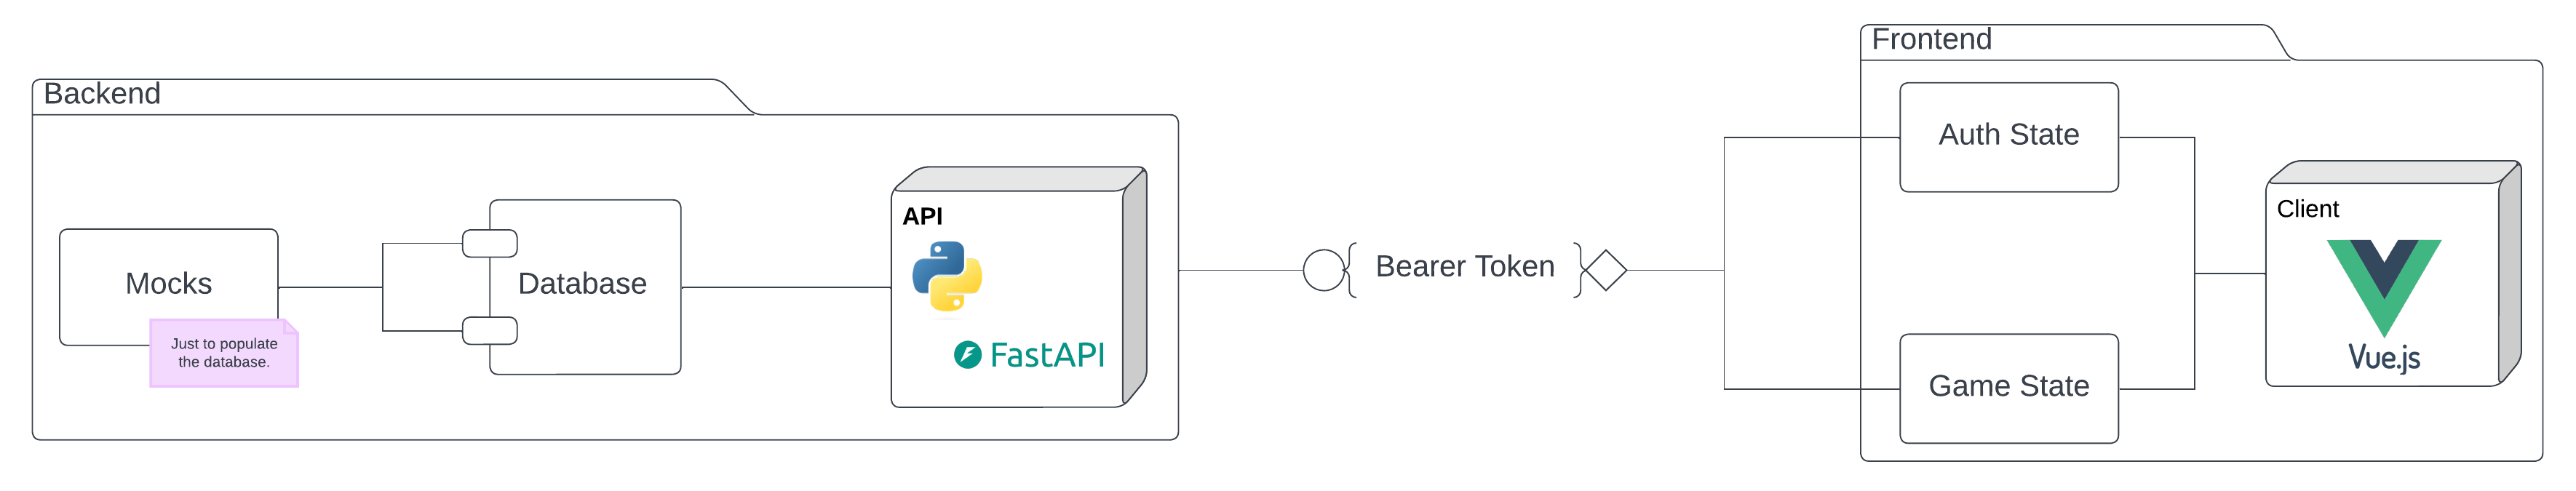 Backend
Mocks
Just to populate
the database.
Database
API
FastAPI
Bearer Token
Frontend
Auth State
Game State
Client
Vue.js